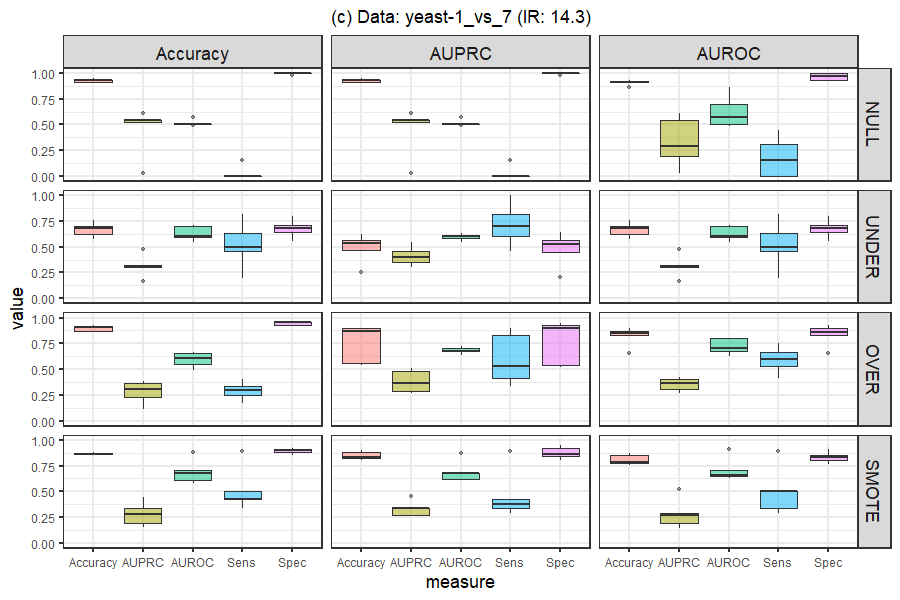 (c) Data: yeast-1_vs_7 (IR: 14.3)
Accuracy AUPRC AUROC
1.00
0.75
0.50
0.25
0.00
NULL
1.00
0.75
0.50
0.25
0.00
UNDER
value
1.00
0.75
0.50
0.25
0.00
OVER
1.00
0.75
0.50
0.25
0.00
SMOTE
Accuracy AUPRC AUROC Sens Spec Accuracy AUPRC AUROC Sens Spec Accuracy AUPRC AUROC Sens Spec
measure